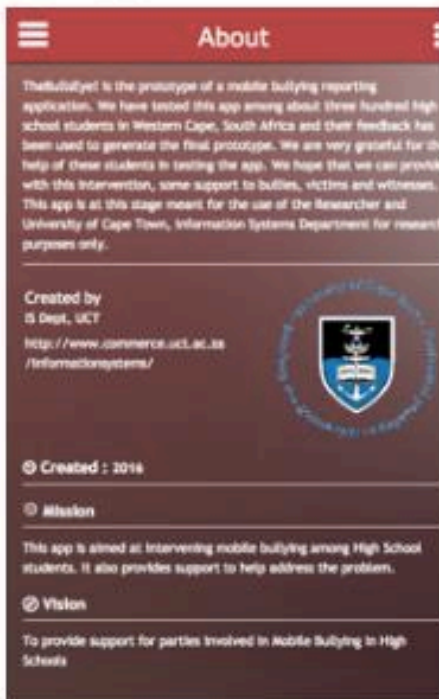 About
TheBullsEye! is the prototype of a mobile bullying reporting
application. We have tested this app among about three hundred high
school students in Western Cape, South Africa and their feedback has
been used to generate the final prototype. We are very grateful for the
help of these students in testing the app. We hope that we can provide
with this intervention, some support to bullies, victims and witnesses.
This app is at this stage meant for the use of the Researcher and
University of Cape Town, Information Systems Department for research
purposes only.
Created by
IS Dept, UCT
http://www.commerce.uct.ac.za
/Informationsystems/
Created : 2016
Mission
This app is aimed at intervening mobile bullying among High School
students. It also provides support to help address the problem.
Vision
To provide support for parties involved in Mobile Bullying in High
Schools